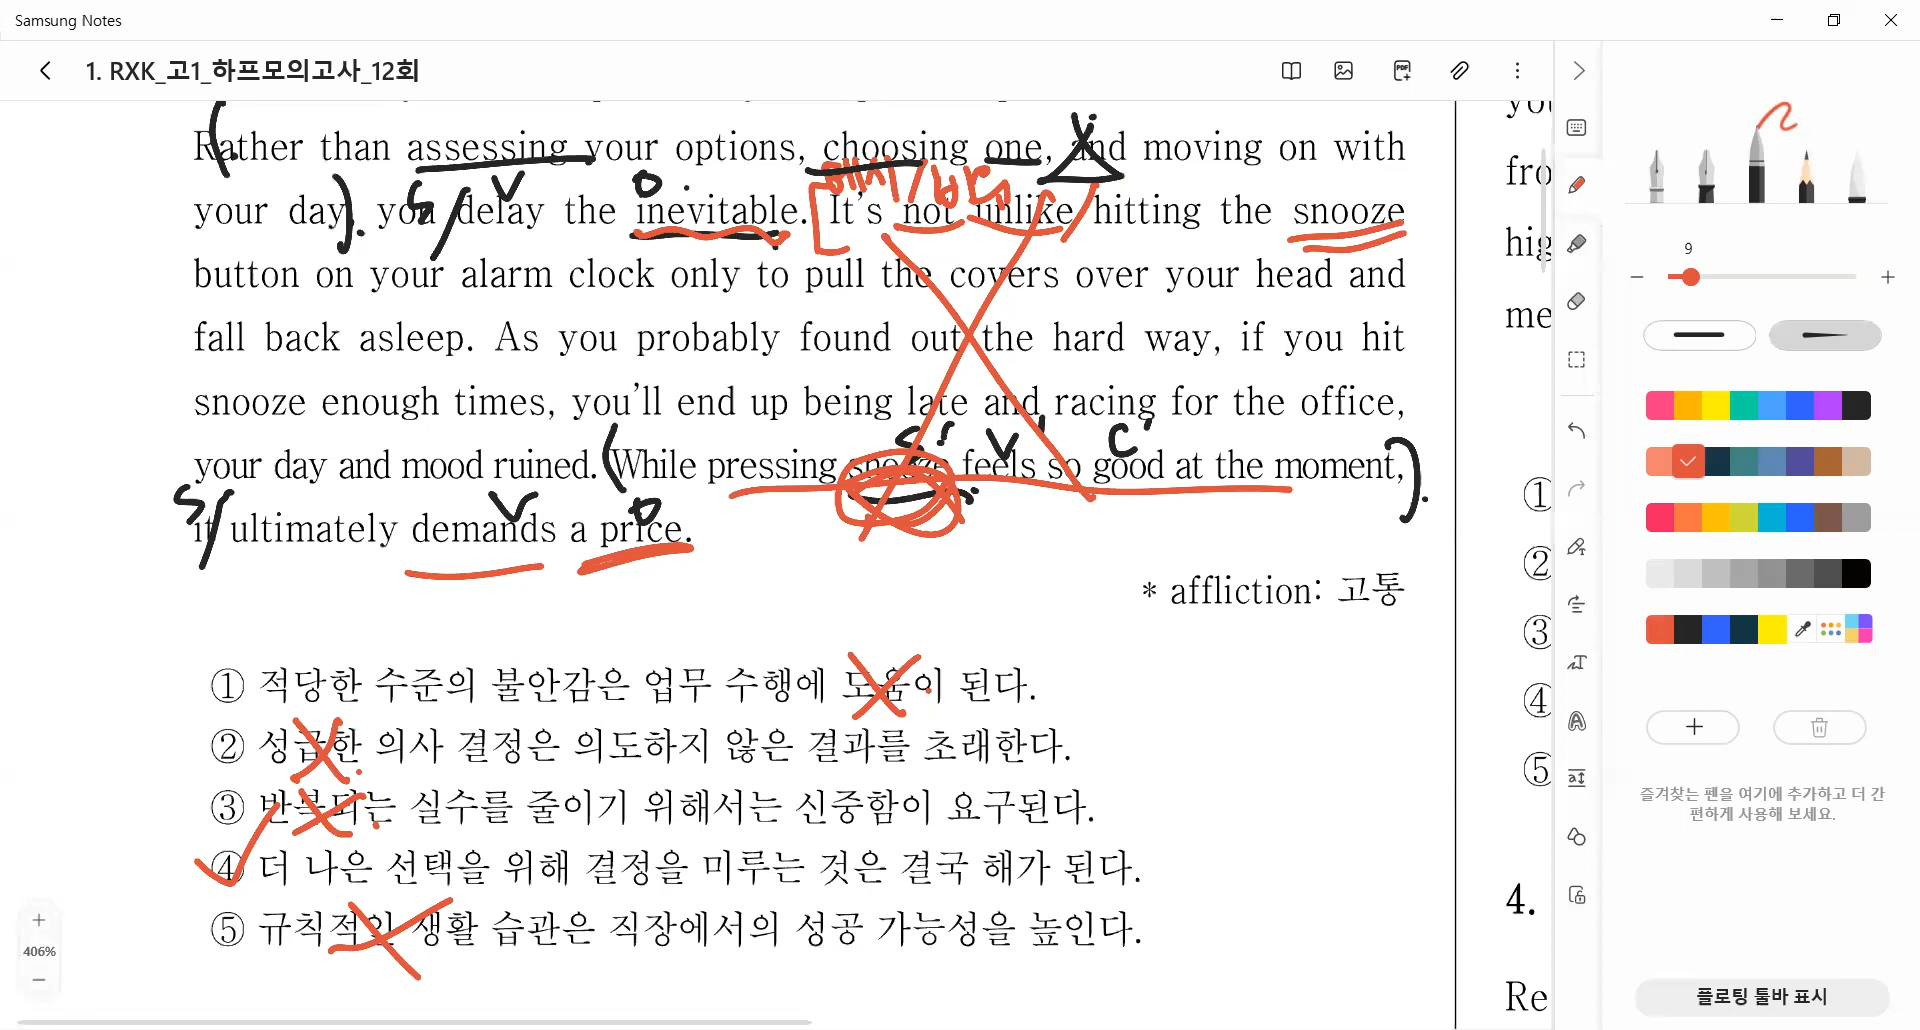 Samsung Notes
1. RXK_고1_하프모의고사_12회
Rather than assessing your options, choosing one, and moving on with
your day, you delay the inevitable. It's not unlike hitting the snooze
button on your alarm clock only to pull the covers over your head and
fall back asleep. As you probably found out the hard way, if you hit
snooze enough times, you'll end up being late and racing for the office,
your day and mood ruined. While pressing snooze feels so good at the moment,
it ultimately demands a price.
* affliction: 고통
① 적당한 수준의 불안감은 업무 수행에 도움이 된다.
② 성급한 의사 결정은 의도하지 않은 결과를 초래한다.
③ 반복되는 실수를 줄이기 위해서는 신중함이 요구된다.
④ 더 나은 선택을 위해 결정을 미루는 것은 결국 해가 된다.
⑤ 규칙적인 생활 습관은 직장에서의 성공 가능성을 높인다.
S V O
S' V' C'
S V O
406%
you
fro
hig
me
①
②
③
④
⑤
4.
Re
9
즐겨찾는 펜을 여기에 추가하고 더 간
편하게 사용해 보세요.
플로팅 툴바 표시